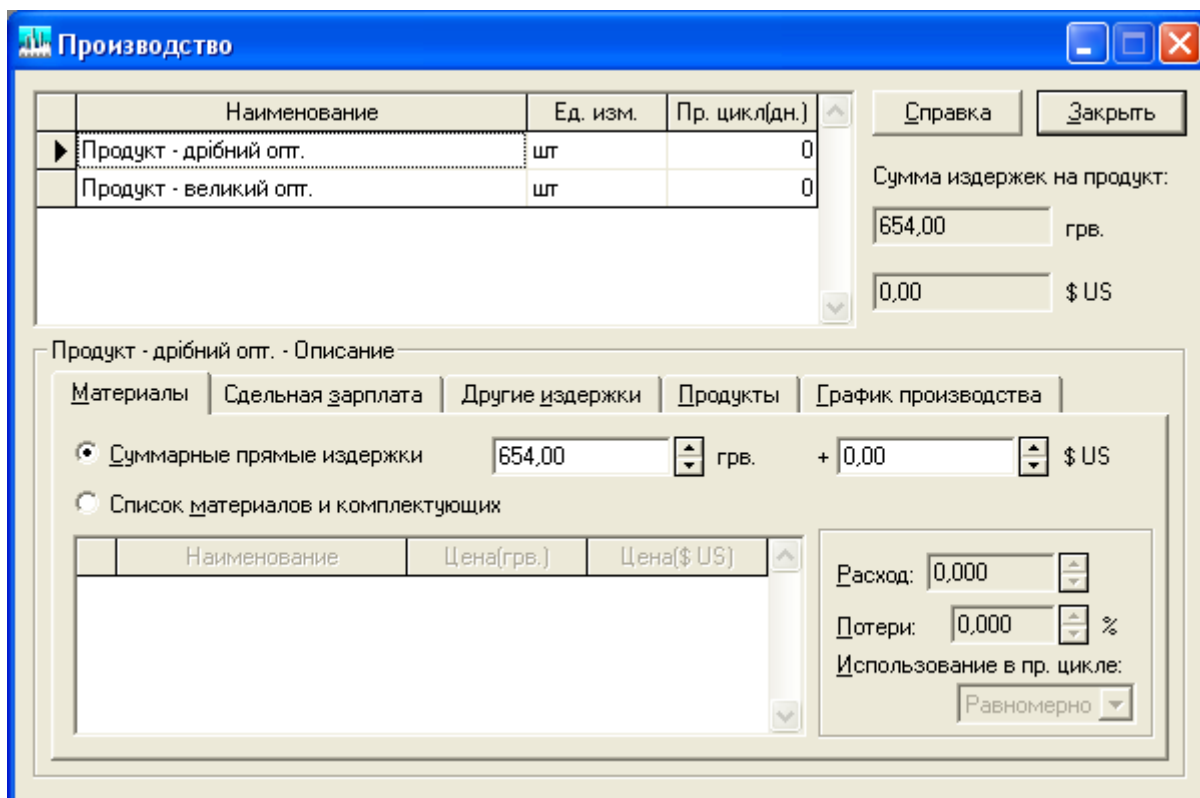 Производство
Наименование Ед. изм. Пр. цикл(дн.)
Продукт - дрібний опт. шт 0
Продукт - великий опт. шт 0
Справка Закрыть
Сумма издержек на продукт:
654,00 грв.
0,00 $ US
Продукт - дрібний опт. - Описание
Материалы Сдельная зарплата Другие издержки Продукты График производства
Суммарные прямые издержки 654,00 грв. + 0,00 $ US
Список материалов и комплектующих
Наименование Цена(грв.) Цена($ US)
Расход: 0,000
Потери: 0,000 %
Использование в пр. цикле:
Равномерно